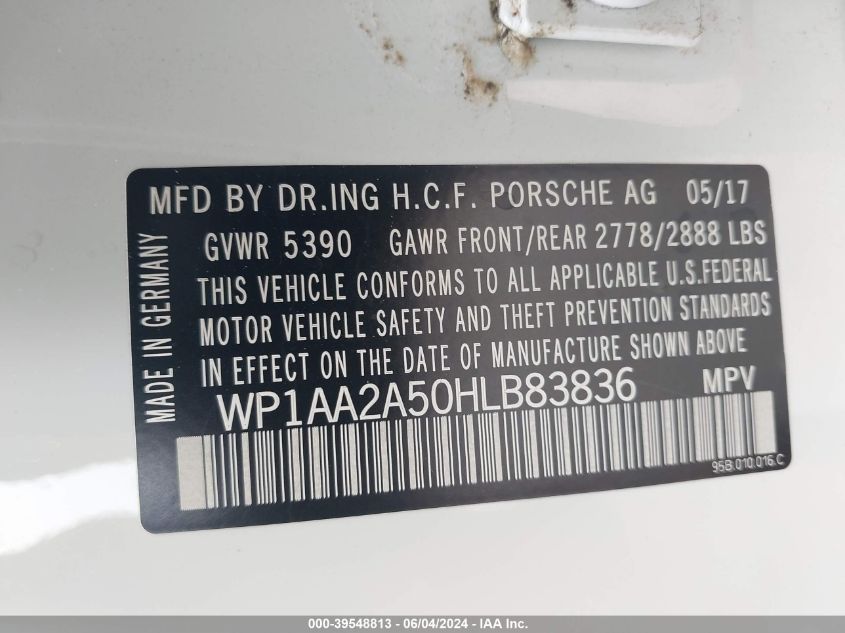 MFD BY DR.ING H.C.F. PORSCHE AG 05/17
GVWR 5390 GAWR FRONT/REAR 2778/2888 LBS
THIS VEHICLE CONFORMS TO ALL APPLICABLE U.S.FEDERAL
MOTOR VEHICLE SAFETY AND THEFT PREVENTION STANDARDS
IN EFFECT ON THE DATE OF MANUFACTURE SHOWN ABOVE
WP1AA2A50HLB83836 MPV
95B.010.016.C
MADE IN GERMANY
000-39548813 - 06/04/2024 - IAA Inc.